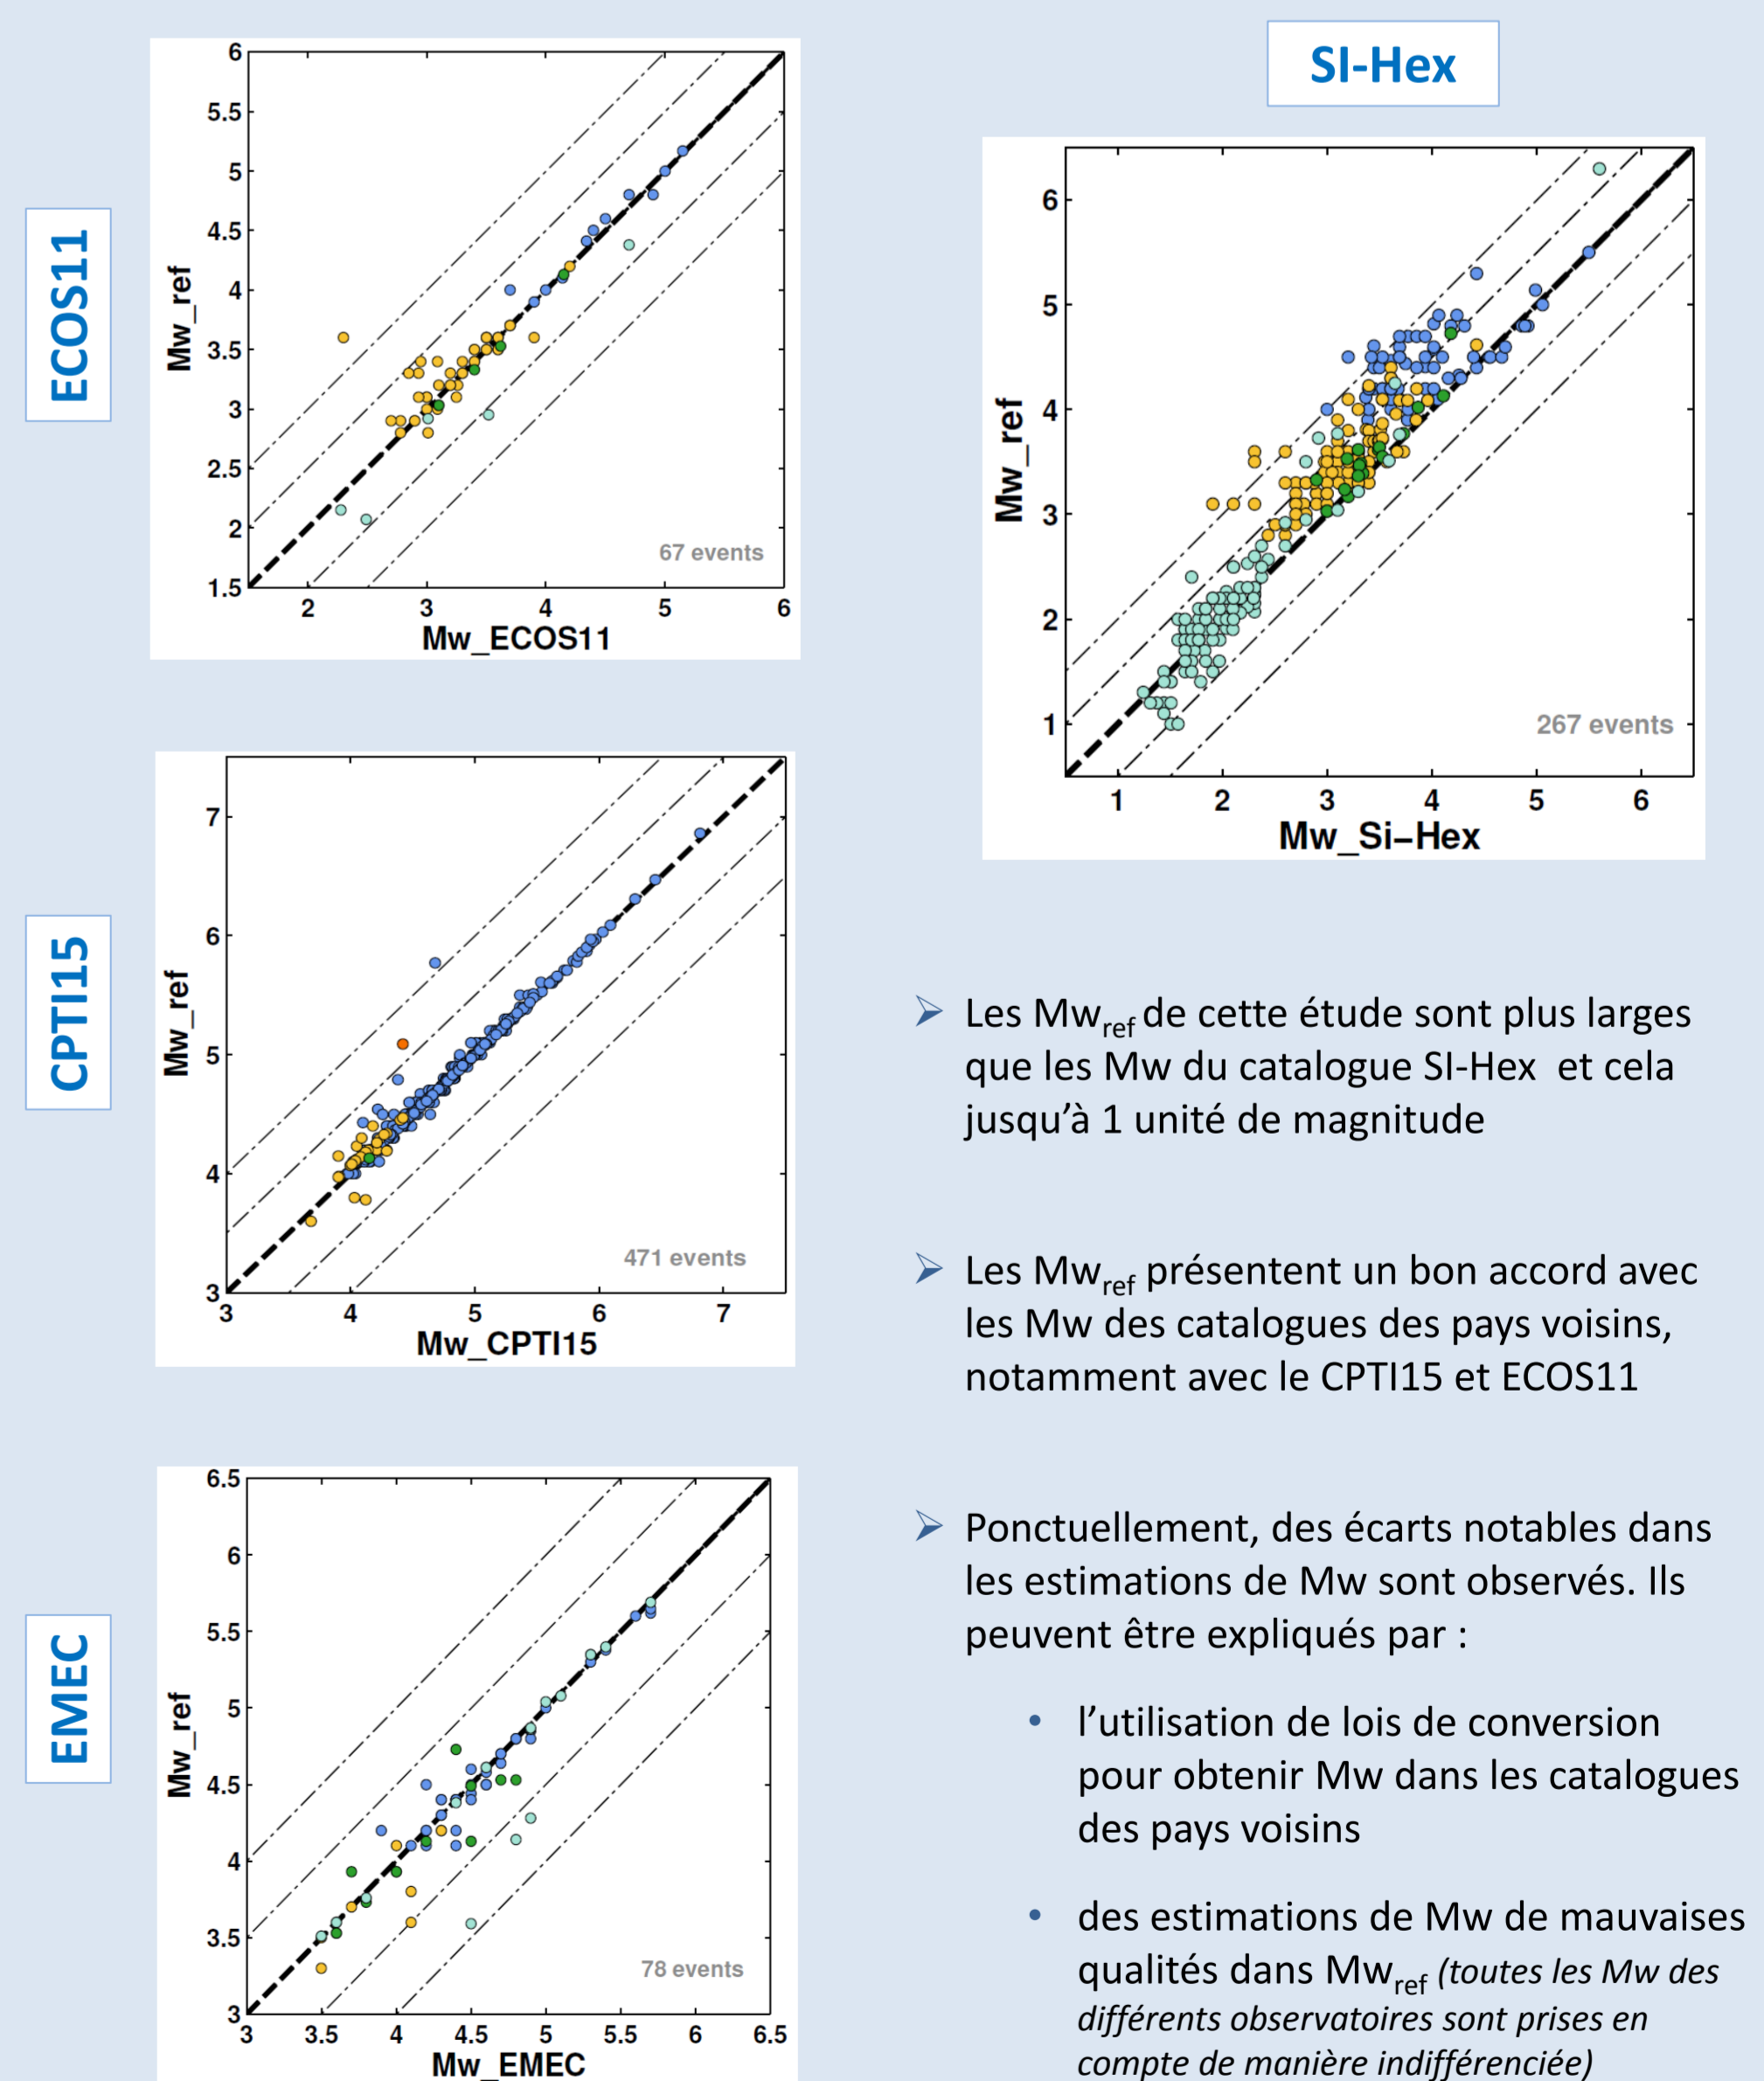 ECOS11
6
5.5
5
4.5
4
3.5
3
2.5
2
1.5
Mw_ref
67 events
2 3 4 5 6
Mw_ECOS11
SI-Hex
6
5
4
3
2
1
Mw_ref
267 events
1 2 3 4 5 6
Mw_Si-Hex
CPTI15
7
6
5
4
3
Mw_ref
471 events
3 4 5 6 7
Mw_CPTI15
EMEC
6.5
6
5.5
5
4.5
4
3.5
3
Mw_ref
78 events
3 3.5 4 4.5 5 5.5 6 6.5
Mw_EMEC
➢ Les Mwref de cette étude sont plus larges
que les Mw du catalogue SI-Hex et cela
jusqu’à 1 unité de magnitude
➢ Les Mwref présentent un bon accord avec
les Mw des catalogues des pays voisins,
notamment avec le CPTI15 et ECOS11
➢ Ponctuellement, des écarts notables dans
les estimations de Mw sont observés. Ils
peuvent être expliqués par :
• l’utilisation de lois de conversion
pour obtenir Mw dans les catalogues
des pays voisins
• des estimations de Mw de mauvaises
qualités dans Mwref (toutes les Mw des
différents observatoires sont prises en
compte de manière indifférenciée)